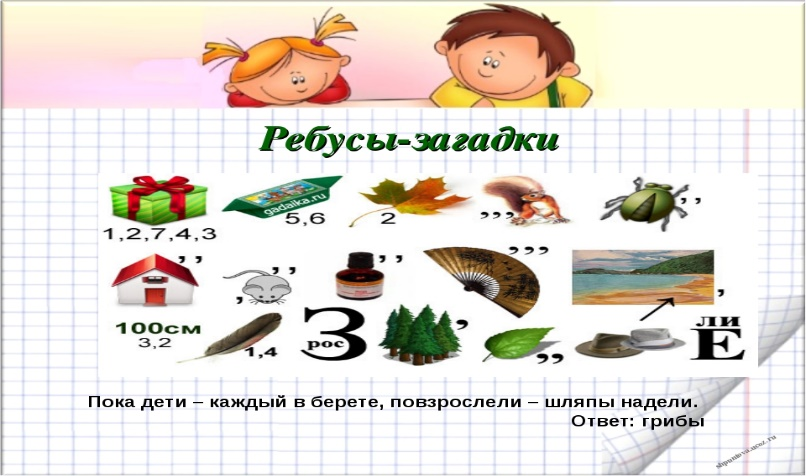 Ребусы-загадки
gadaika.ru
5,6
2
,,,
,,
1,2,7,4,3
,,
,
,,
,,
,,,
,
100см
3,2
1,4
З
рос
,
,,
ли
Е
Пока дети – каждый в берете, повзрослели – шляпы надели.
Ответ: грибы